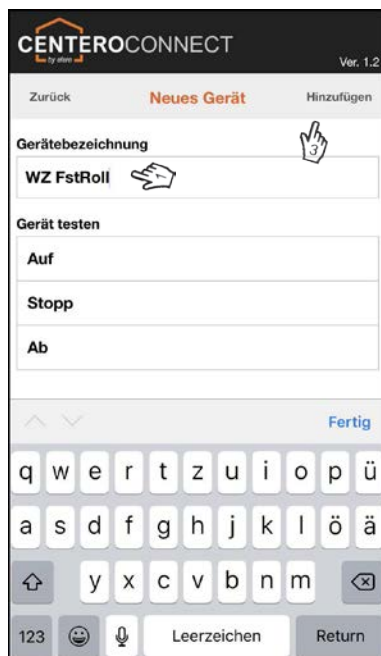 CENTEROCONNECT
by elero
Ver. 1.2
Zurück Neues Gerät Hinzufügen
3
Gerätebezeichnung
WZ FstRoll
Gerät testen
Auf
Stopp
Ab
Fertig
q w e r t z u i o p ü
a s d f g h j k l ö ä
y x c v b n m
123 Leerzeichen Return